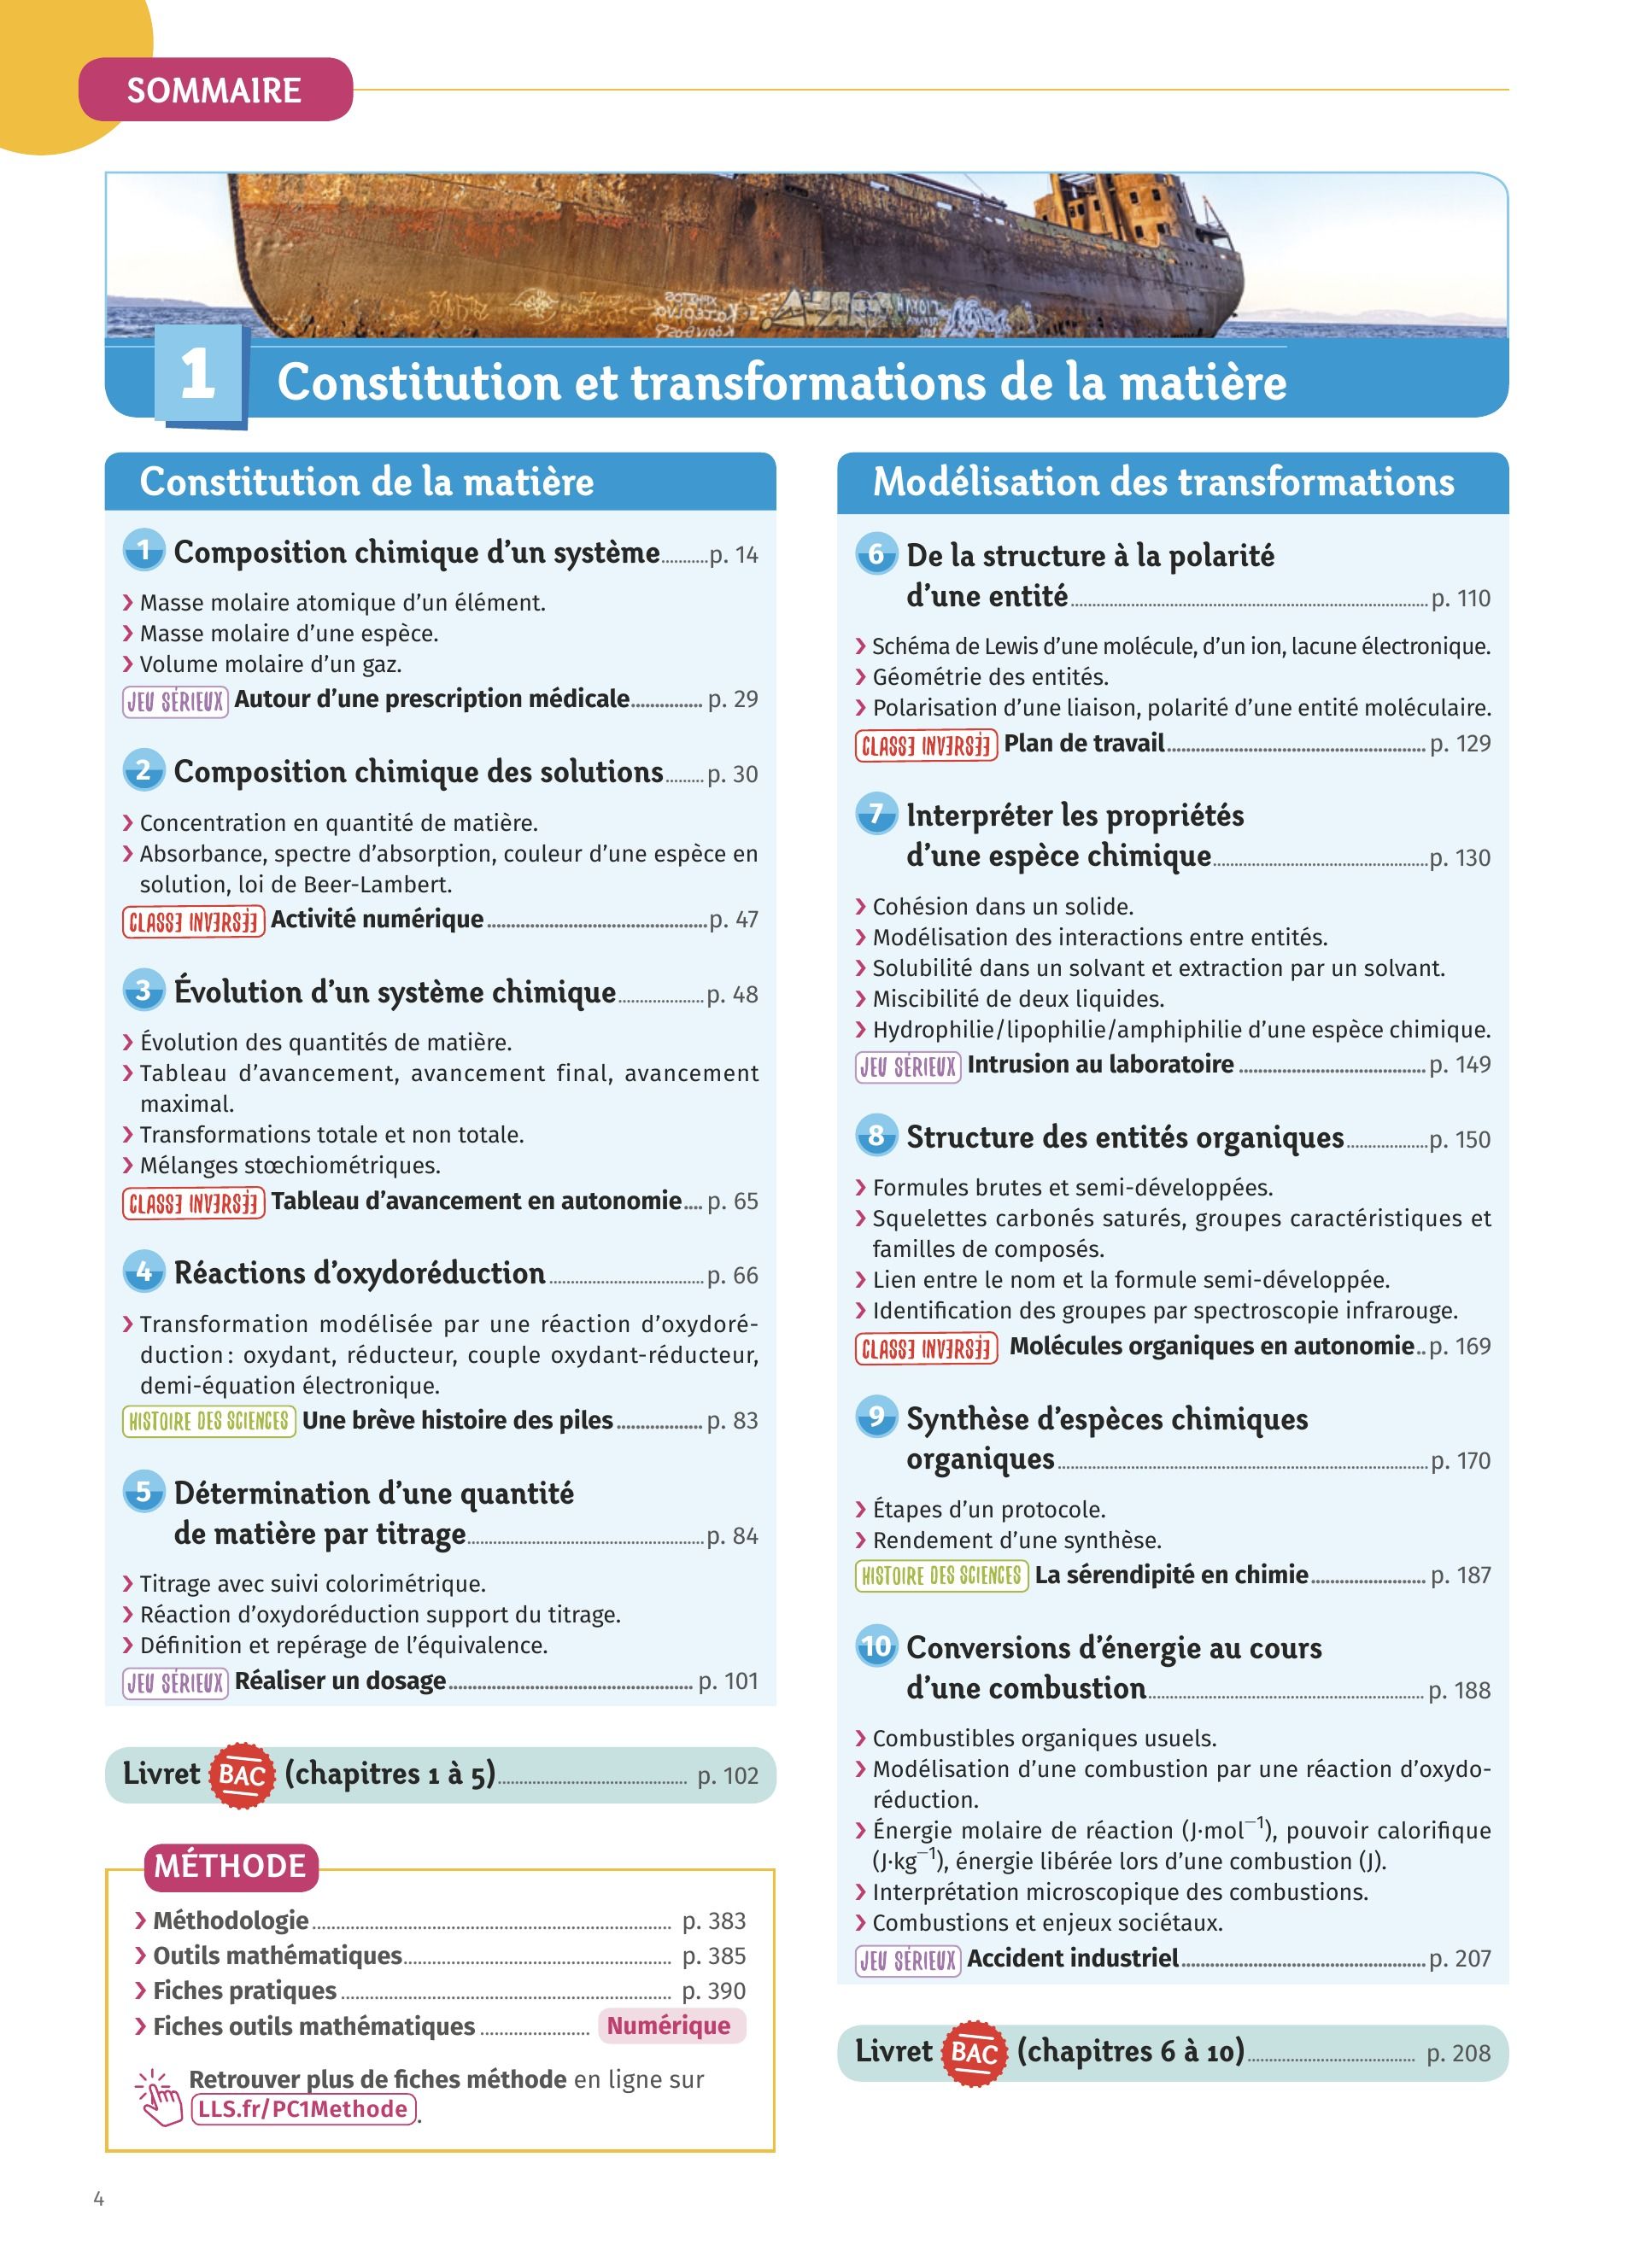 SOMMAIRE
1 Constitution et transformations de la matière
Constitution de la matière
1 Composition chimique d’un système..........p. 14
❯ Masse molaire atomique d’un élément.
❯ Masse molaire d’une espèce.
❯ Volume molaire d’un gaz.
JEU SÉRIEUX Autour d’une prescription médicale............... p. 29
2 Composition chimique des solutions........ p. 30
❯ Concentration en quantité de matière.
❯ Absorbance, spectre d’absorption, couleur d’une espèce en
solution, loi de Beer-Lambert.
CLASSE INVERSÉE Activité numérique..........p. 47
3 Évolution d’un système chimique..........p. 48
❯ Évolution des quantités de matière.
❯ Tableau d’avancement, avancement final, avancement
maximal.
❯ Transformations totale et non totale.
❯ Mélanges stœchiométriques.
CLASSE INVERSÉE Tableau d’avancement en autonomie.... p. 65
4 Réactions d’oxydoréduction..........p. 66
❯ Transformation modélisée par une réaction d’oxydoré-
duction : oxydant, réducteur, couple oxydant-réducteur,
demi-équation électronique.
HISTOIRE DES SCIENCES Une brève histoire des piles.......... p. 83
5 Détermination d’une quantité
de matière par titrage..........p. 84
❯ Titrage avec suivi colorimétrique.
❯ Réaction d’oxydoréduction support du titrage.
❯ Définition et repérage de l’équivalence.
JEU SÉRIEUX Réaliser un dosage.......... p. 101
Livret BAC (chapitres 1 à 5).......... p. 102
MÉTHODE
❯ Méthodologie.......... p. 383
❯ Outils mathématiques.......... p. 385
❯ Fiches pratiques.......... p. 390
❯ Fiches outils mathématiques.......... Numérique
Retrouver plus de fiches méthode en ligne sur
LLS.fr/PC1Methode.
Modélisation des transformations
6 De la structure à la polarité
d’une entité..........p. 110
❯ Schéma de Lewis d’une molécule, d’un ion, lacune électronique.
❯ Géométrie des entités.
❯ Polarisation d’une liaison, polarité d’une entité moléculaire.
CLASSE INVERSÉE Plan de travail.......... p. 129
7 Interpréter les propriétés
d’une espèce chimique..........p. 130
❯ Cohésion dans un solide.
❯ Modélisation des interactions entre entités.
❯ Solubilité dans un solvant et extraction par un solvant.
❯ Miscibilité de deux liquides.
❯ Hydrophilie/lipophilie/amphiphilie d’une espèce chimique.
JEU SÉRIEUX Intrusion au laboratoire.......... p. 149
8 Structure des entités organiques..........p. 150
❯ Formules brutes et semi-développées.
❯ Squelettes carbonés saturés, groupes caractéristiques et
familles de composés.
❯ Lien entre le nom et la formule semi-développée.
❯ Identification des groupes par spectroscopie infrarouge.
CLASSE INVERSÉE Molécules organiques en autonomie..p. 169
9 Synthèse d’espèces chimiques
organiques..........p. 170
❯ Étapes d’un protocole.
❯ Rendement d’une synthèse.
HISTOIRE DES SCIENCES La sérendipité en chimie.......... p. 187
10 Conversions d’énergie au cours
d’une combustion.......... p. 188
❯ Combustibles organiques usuels.
❯ Modélisation d’une combustion par une réaction d’oxydo-
réduction.
❯ Énergie molaire de réaction (J·mol⁻¹), pouvoir calorifique
(J·kg⁻¹), énergie libérée lors d’une combustion (J).
❯ Interprétation microscopique des combustions.
❯ Combustions et enjeux sociétaux.
JEU SÉRIEUX Accident industriel..........p. 207
Livret BAC (chapitres 6 à 10).......... p. 208
4